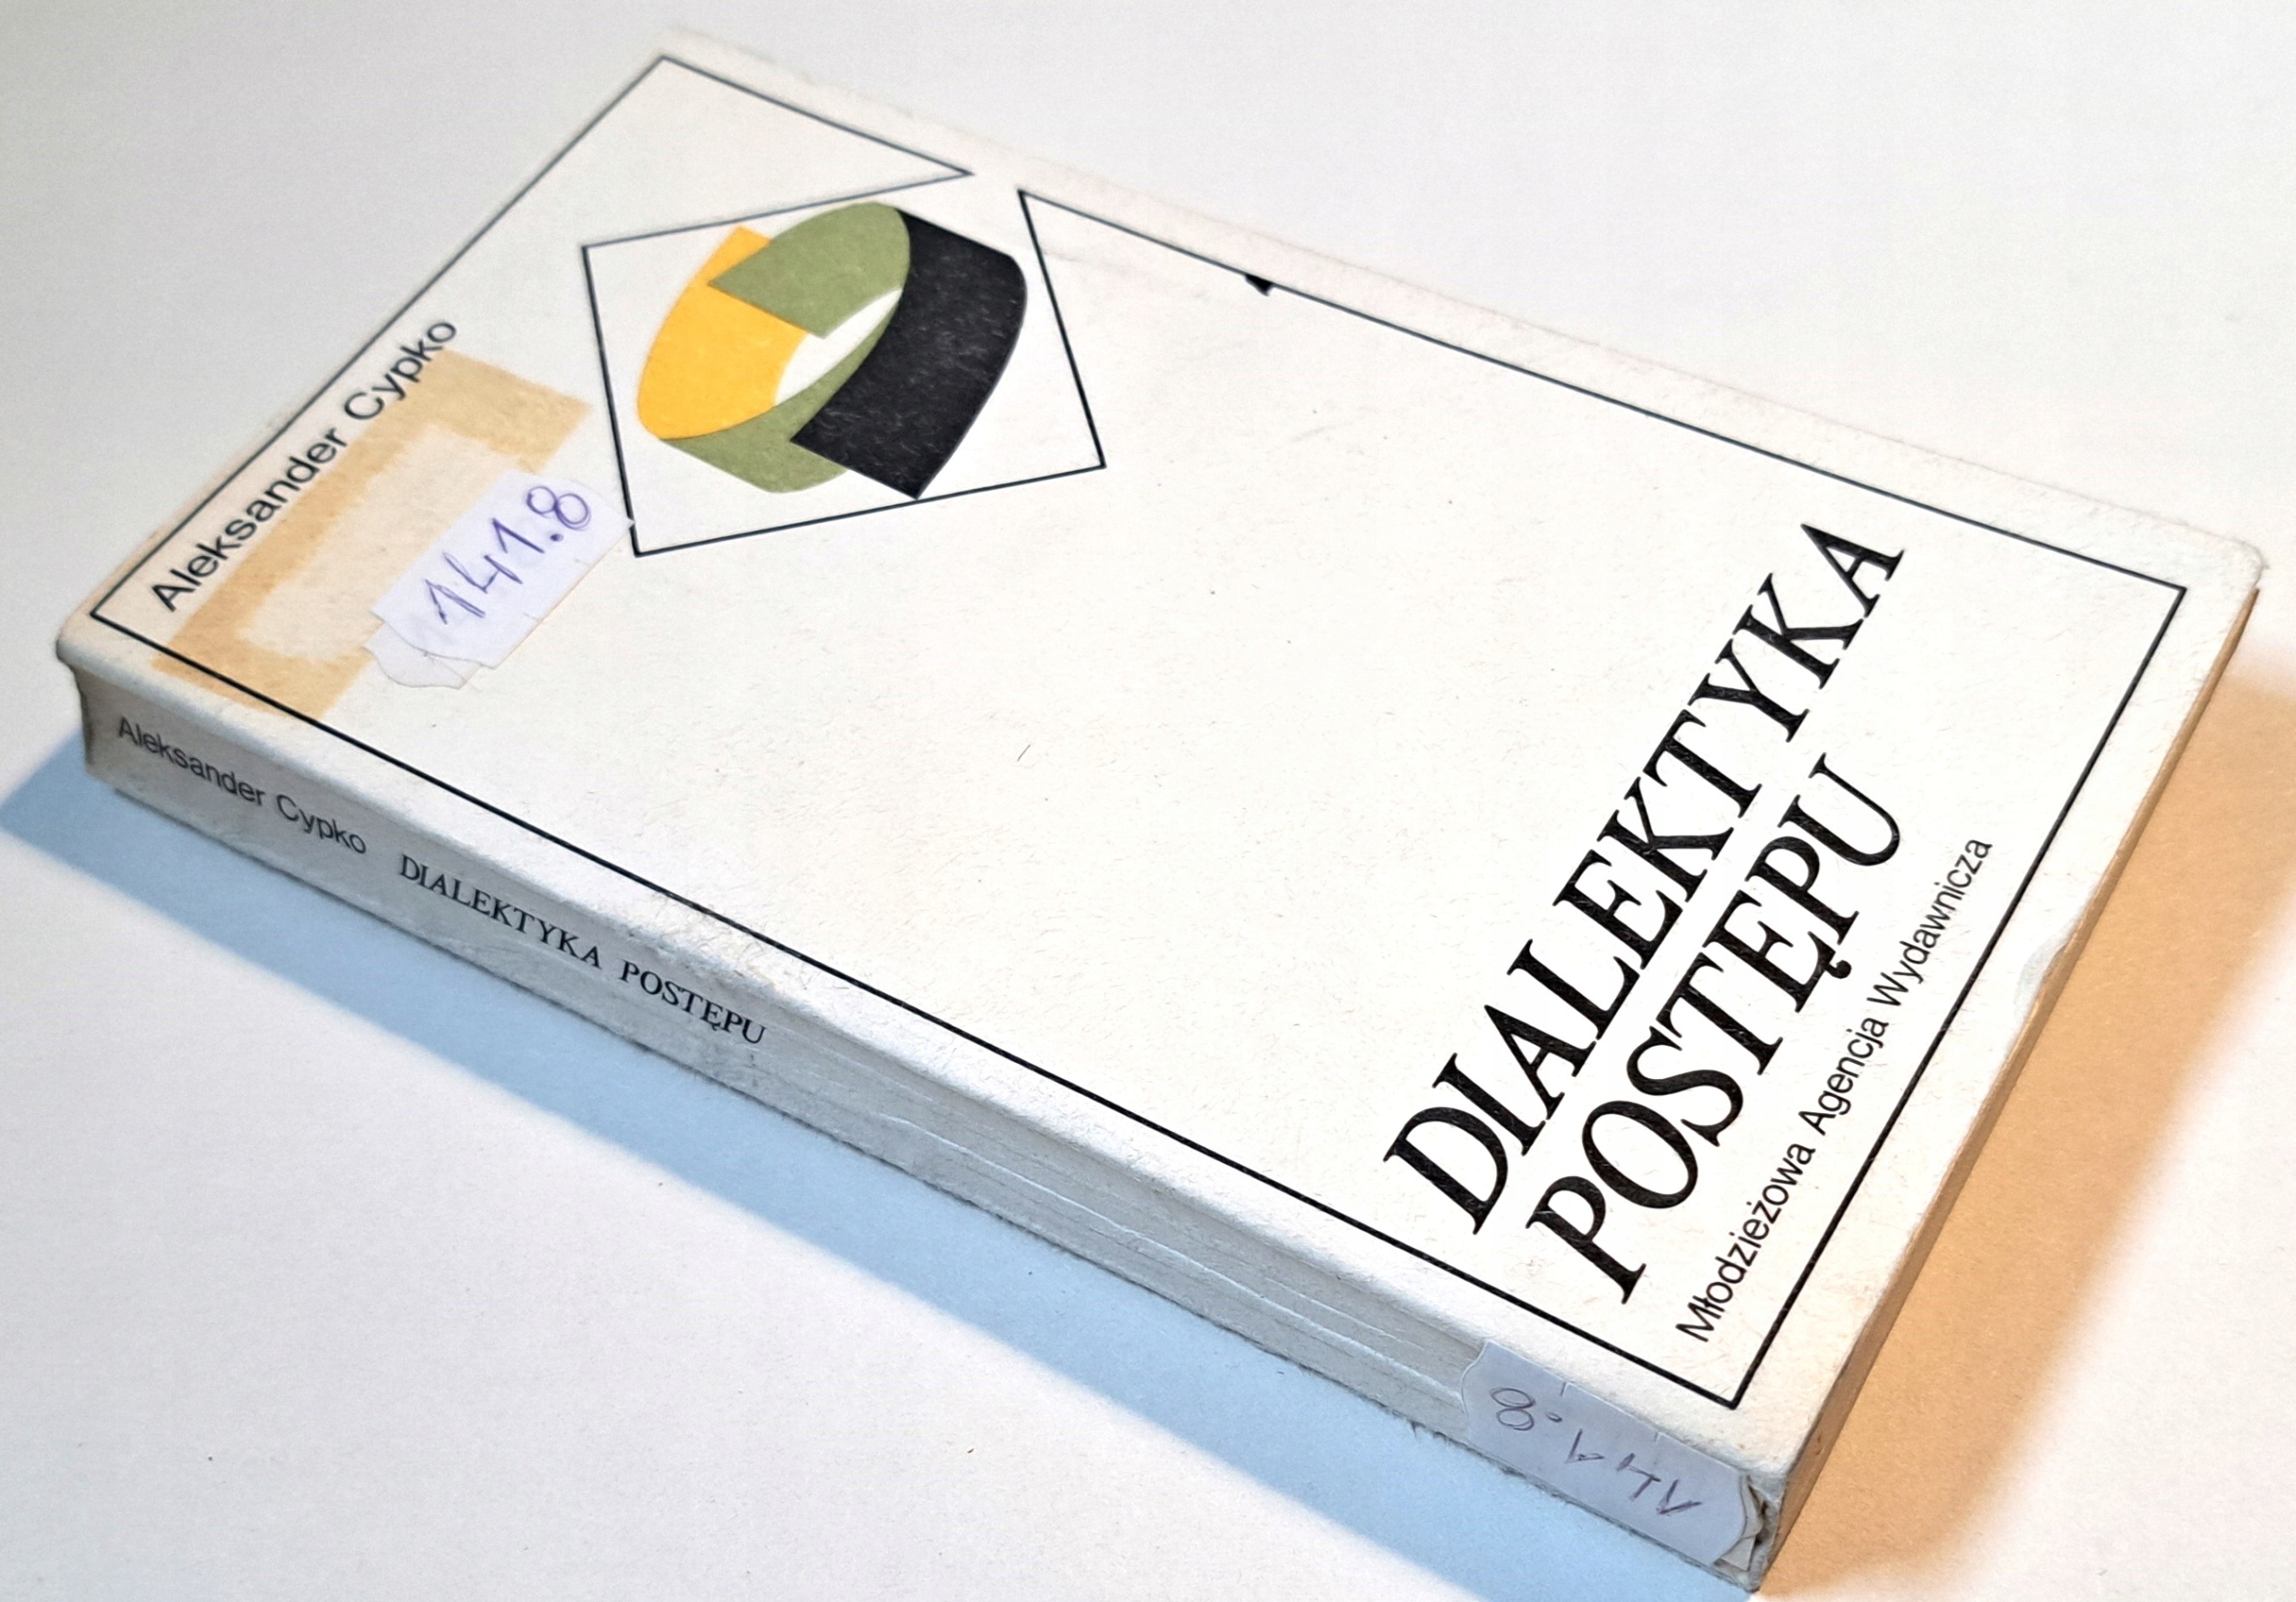 Aleksander Cypko
141.8
DIALEKTYKA
POSTĘPU
Młodzieżowa Agencja Wydawnicza
Aleksander Cypko DIALEKTYKA POSTĘPU
141.8